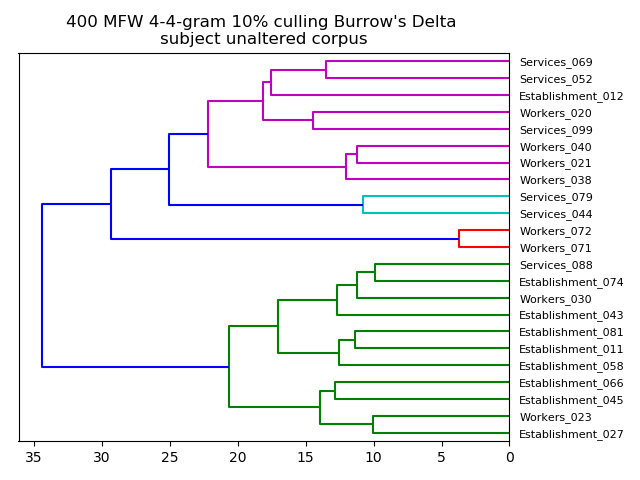 400 MFW 4-4-gram 10% culling Burrow's Delta
subject unaltered corpus
Services_069
Services_052
Establishment_012
Workers_020
Services_099
Workers_040
Workers_021
Workers_038
Services_079
Services_044
Workers_072
Workers_071
Services_088
Establishment_074
Workers_030
Establishment_043
Establishment_081
Establishment_011
Establishment_058
Establishment_066
Establishment_045
Workers_023
Establishment_027
35 30 25 20 15 10 5 0